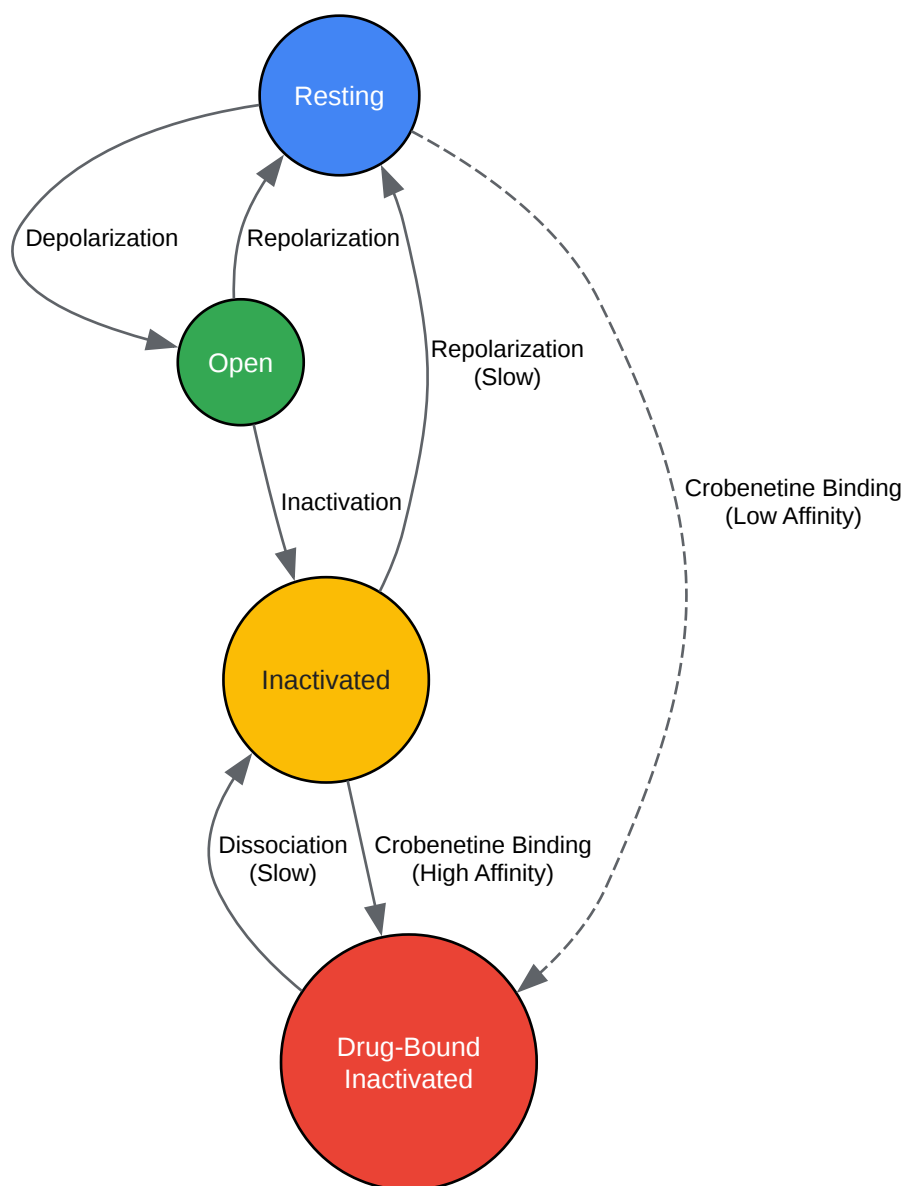 Resting
Depolarization
Repolarization
Open
Repolarization
(Slow)
Inactivation
Crobenetine Binding
(Low Affinity)
Inactivated
Dissociation
(Slow)
Crobenetine Binding
(High Affinity)
Drug-Bound
Inactivated